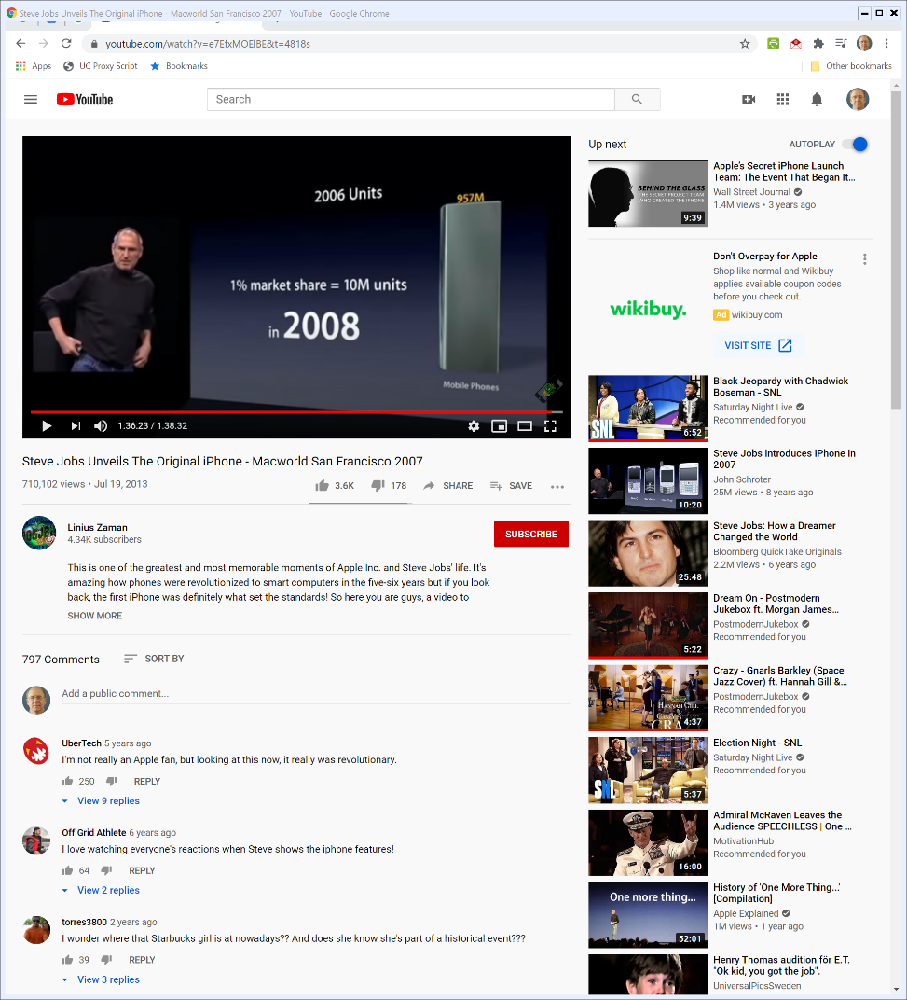 Steve Jobs Unveils The Original iPhone - Macworld San Francisco 2007 - YouTube - Google Chrome
youtube.com/watch?v=e7EfxMOElBE&t=4818s
Apps
UC Proxy Script
Bookmarks
Other bookmarks
YouTube
Search
2006 Units
957M
1% market share = 10M units
in 2008
Mobile Phones
1:36:23 / 1:38:32
Steve Jobs Unveils The Original iPhone - Macworld San Francisco 2007
710,102 views • Jul 19, 2013
3.6K
178
SHARE
SAVE
Linius Zaman
4.34K subscribers
SUBSCRIBE
This is one of the greatest and most memorable moments of Apple Inc. and Steve Jobs' life. It's
amazing how phones were revolutionized to smart computers in the five-six years but if you
look back, the first iPhone was definitely what set the standards! So here you are guys, a video to
SHOW MORE
797 Comments
SORT BY
Add a public comment...
UberTech 5 years ago
I'm not really an Apple fan, but looking at this now, it really was revolutionary.
250
REPLY
View 9 replies
Off Grid Athlete 6 years ago
I love watching everyone's reactions when Steve shows the iphone features!
64
REPLY
View 2 replies
torres3800 2 years ago
I wonder where that Starbucks girl is at nowadays?? And does she know she's part of a historical event???
39
REPLY
View 3 replies
Up next
AUTOPLAY
BEHIND THE GLASS
THE SECRET PROJECT TEAM
WHO CREATED THE IPHONE
9:39
Apple's Secret iPhone Launch
Team: The Event That Began It...
Wall Street Journal
1.4M views • 3 years ago
wikibuy.
Don't Overpay for Apple
Shop like normal and Wikibuy
applies available coupon codes
before you check out.
Ad wikibuy.com
VISIT SITE
SNL
6:52
Black Jeopardy with Chadwick
Boseman - SNL
Saturday Night Live
Recommended for you
10:20
Steve Jobs introduces iPhone in
2007
John Schroter
25M views • 8 years ago
25:48
Steve Jobs: How a Dreamer
Changed the World
Bloomberg QuickTake Originals
2.2M views • 6 years ago
5:22
Dream On - Postmodern
Jukebox ft. Morgan James...
PostmodernJukebox
Recommended for you
HANNAH GILL
CRA
4:37
Crazy - Gnarls Barkley (Space
Jazz Cover) ft. Hannah Gill &...
PostmodernJukebox
Recommended for you
SNL
5:37
Election Night - SNL
Saturday Night Live
Recommended for you
16:00
Admiral McRaven Leaves the
Audience SPEECHLESS | One ...
MotivationHub
Recommended for you
One more thing...
52:01
History of 'One More Thing...'
[Compilation]
Apple Explained
1M views • 1 year ago
Henry Thomas audition för E.T.
"Ok kid, you got the job".
UniversalPicsSweden